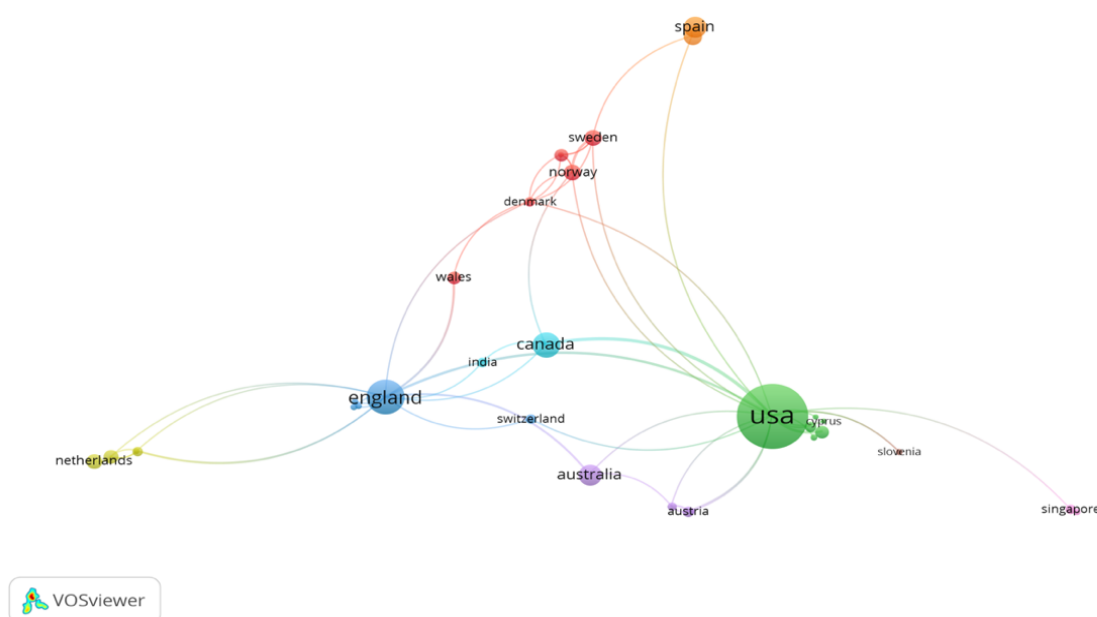 spain
sweden
norway
denmark
wales
canada
india
england
switzerland
usa
cyprus
slovenia
netherlands
australia
austria
singapore
VOSviewer